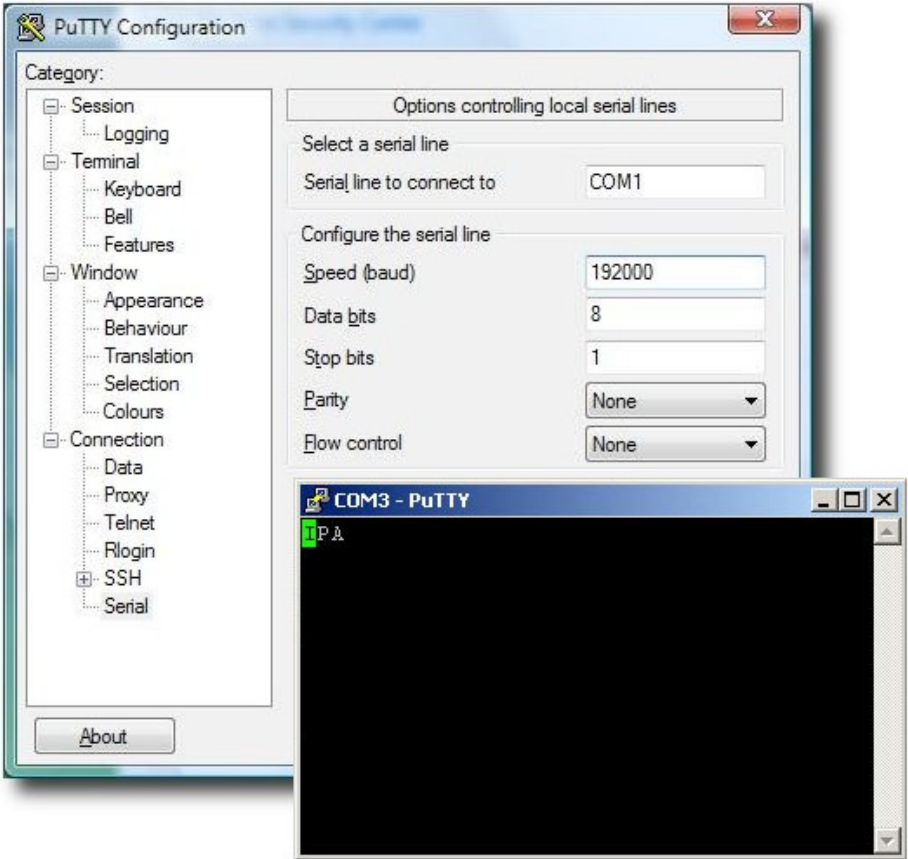 PuTTY Configuration
Category:
Session
Logging
Terminal
Keyboard
Bell
Features
Window
Appearance
Behaviour
Translation
Selection
Colours
Connection
Data
Proxy
Telnet
Rlogin
SSH
Serial
About
Options controlling local serial lines
Select a serial line
Serial line to connect to COM1
Configure the serial line
Speed (baud) 192000
Data bits 8
Stop bits 1
Parity None
Flow control None
COM3 - PuTTY
IPA